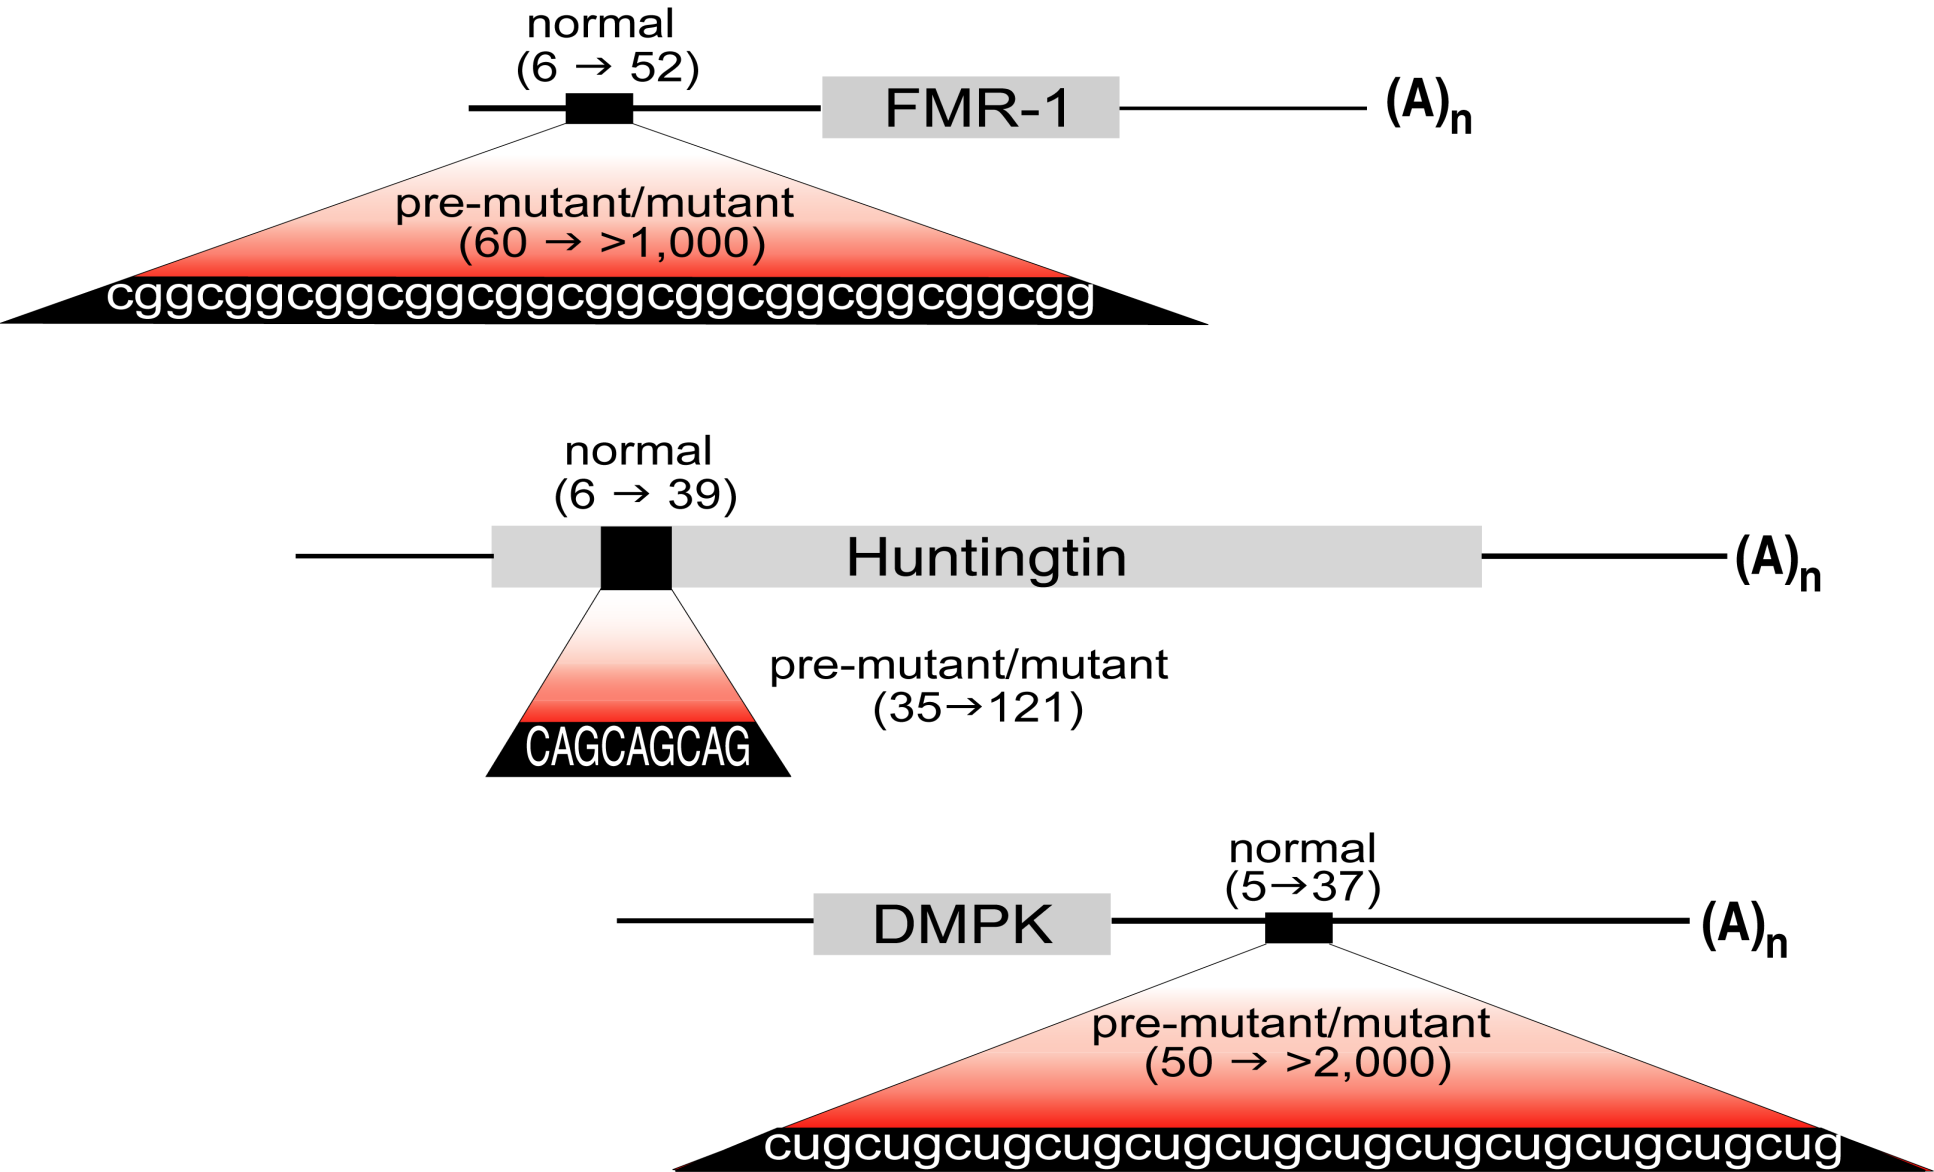 normal
(6 → 52)
FMR-1
(A)n
pre-mutant/mutant
(60 → >1,000)
cggcggcggcggcggcggcggcggcggcggcgg
normal
(6 → 39)
Huntingtin
(A)n
pre-mutant/mutant
(35→121)
CAGCAGCAG
normal
(5→37)
DMPK
(A)n
pre-mutant/mutant
(50 → >2,000)
cugcugcugcugcugcugcugcugcugcugcugcug